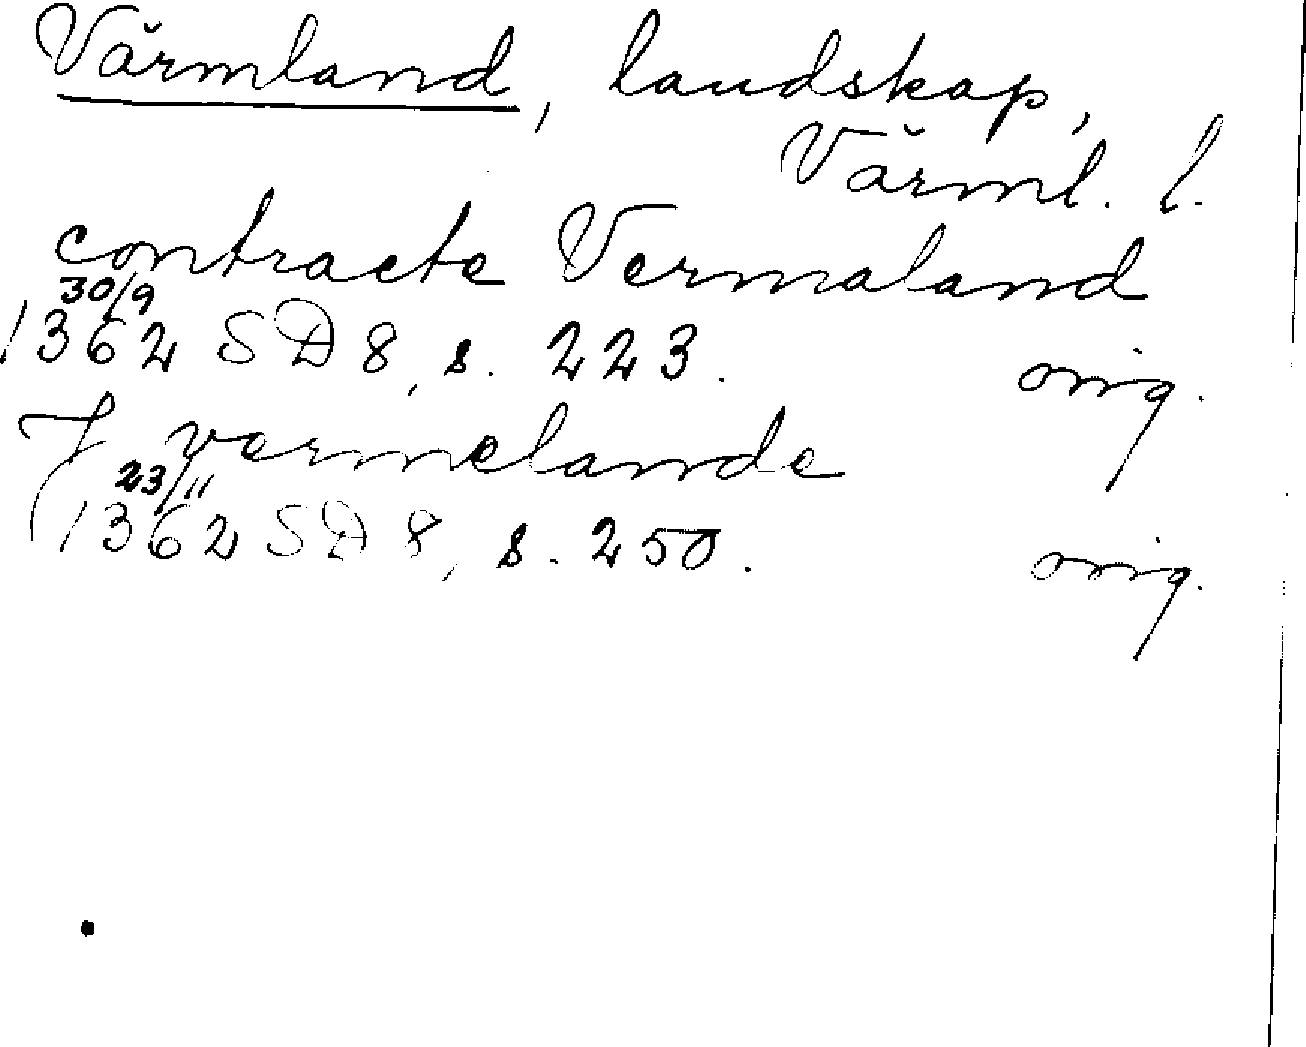 Värmland, landskap,
Värml. l.
contracte Vermaland
30/9
1362 SD 8, s. 223. orig.
J vermelande
23/11
1362 SD 8, s. 250. orig.